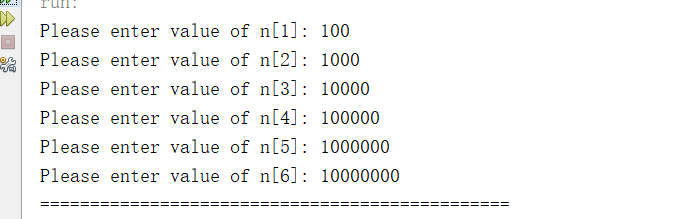 run:
Please enter value of n[1]: 100
Please enter value of n[2]: 1000
Please enter value of n[3]: 10000
Please enter value of n[4]: 100000
Please enter value of n[5]: 1000000
Please enter value of n[6]: 10000000
===============================================